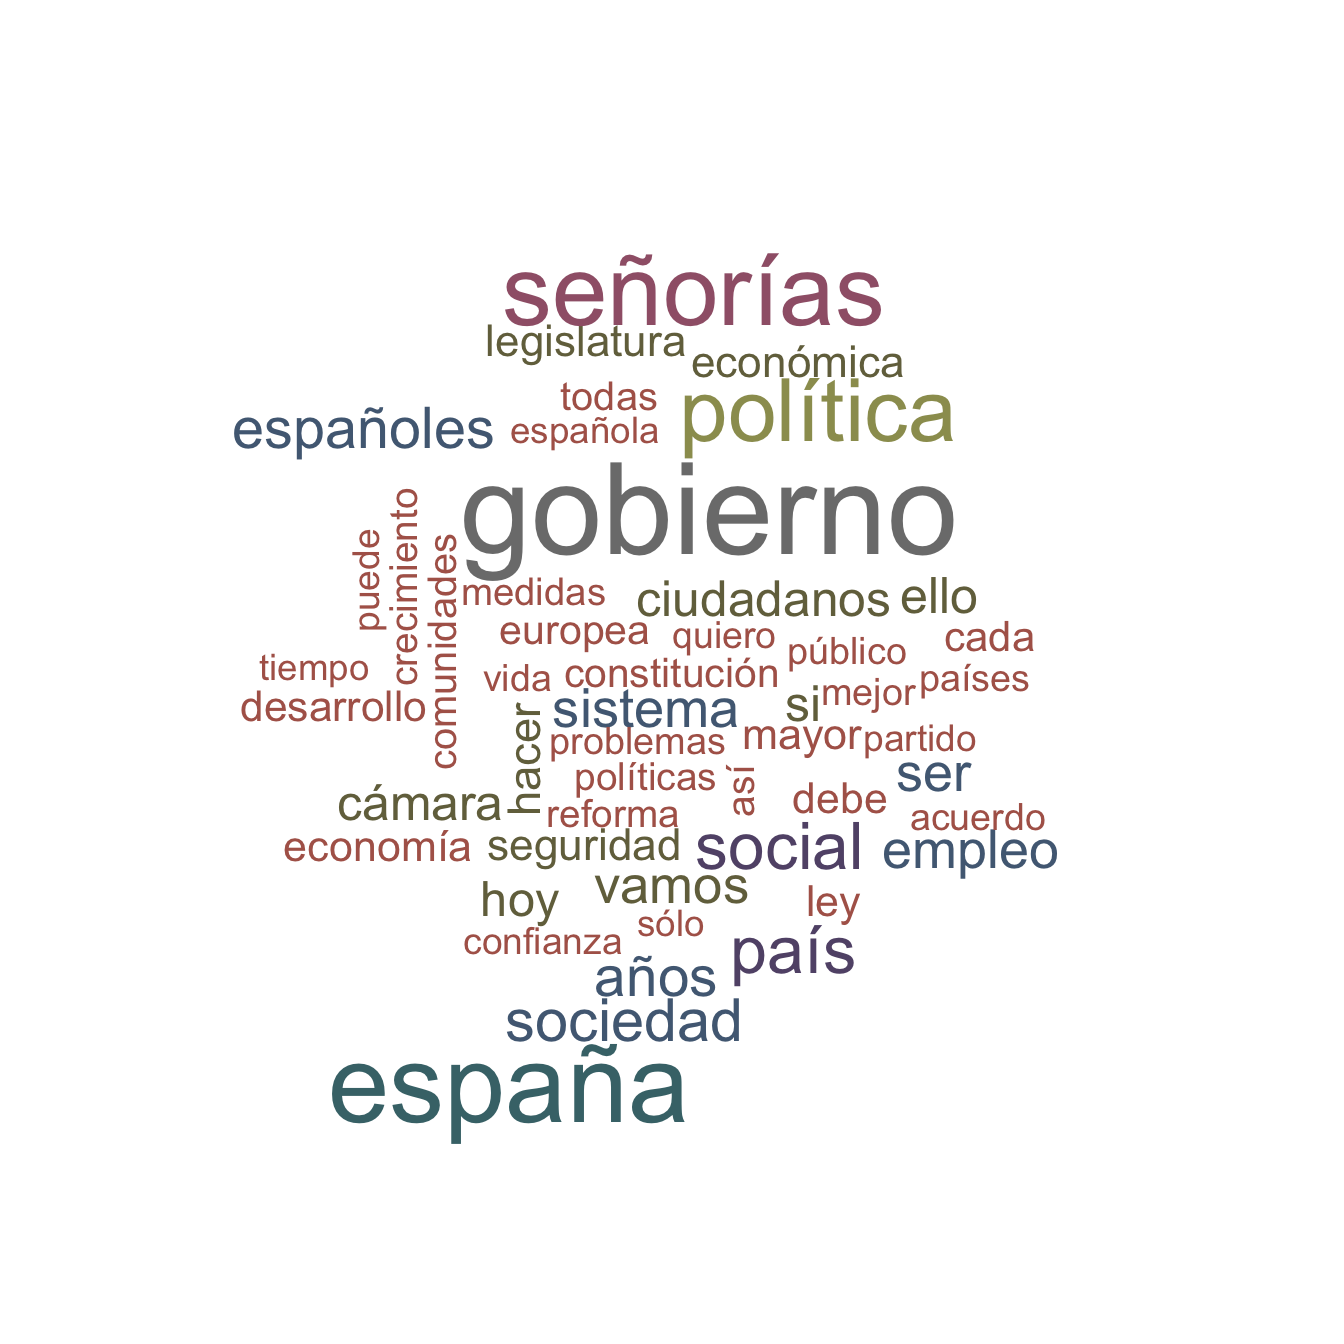 señorías
legislatura
económica
todas
política
españoles
española
gobierno
puede
crecimiento
comunidades
medidas
ciudadanos
ello
europea
quiero
público
cada
tiempo
vida
constitución
mejor
países
desarrollo
hacer
sistema
si
problemas
mayor
partido
políticas
así
ser
cámara
reforma
debe
acuerdo
economía
seguridad
social
empleo
hoy
vamos
ley
confianza
sólo
país
años
sociedad
españa